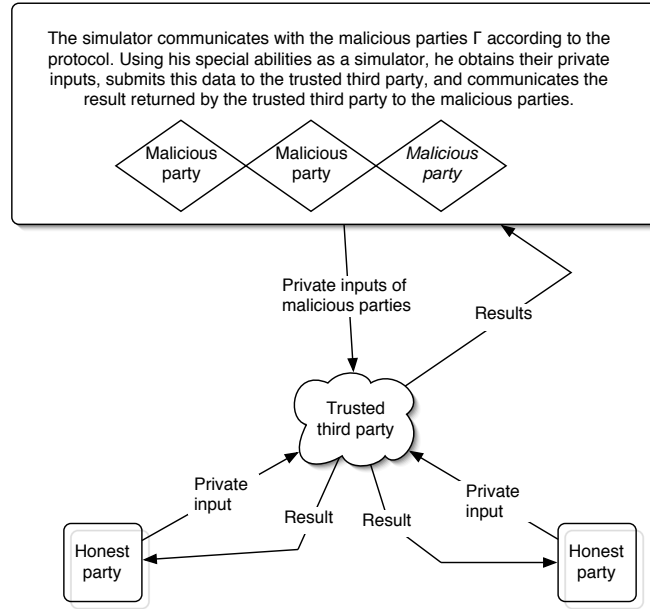 The simulator communicates with the malicious parties Γ according to the
protocol. Using his special abilities as a simulator, he obtains their private
inputs, submits this data to the trusted third party, and communicates the
result returned by the trusted third party to the malicious parties.
Malicious
party
Malicious
party
Malicious
party
Private inputs of
malicious parties
Results
Trusted
third party
Private
input
Result
Result
Private
input
Honest
party
Honest
party